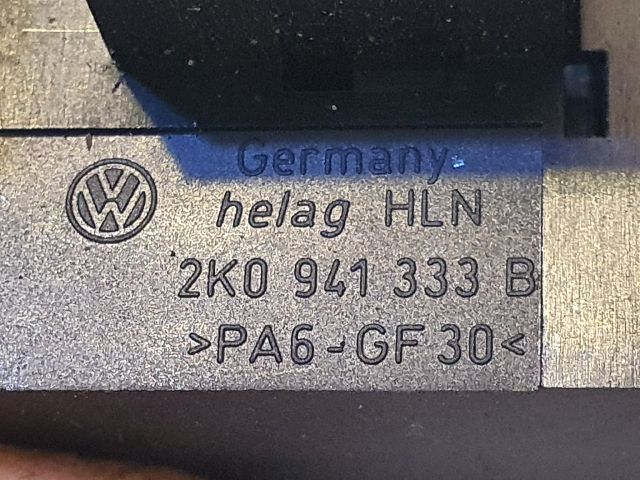 Germany
helag HLN
2K0 941 333 B
>PA6-GF30<